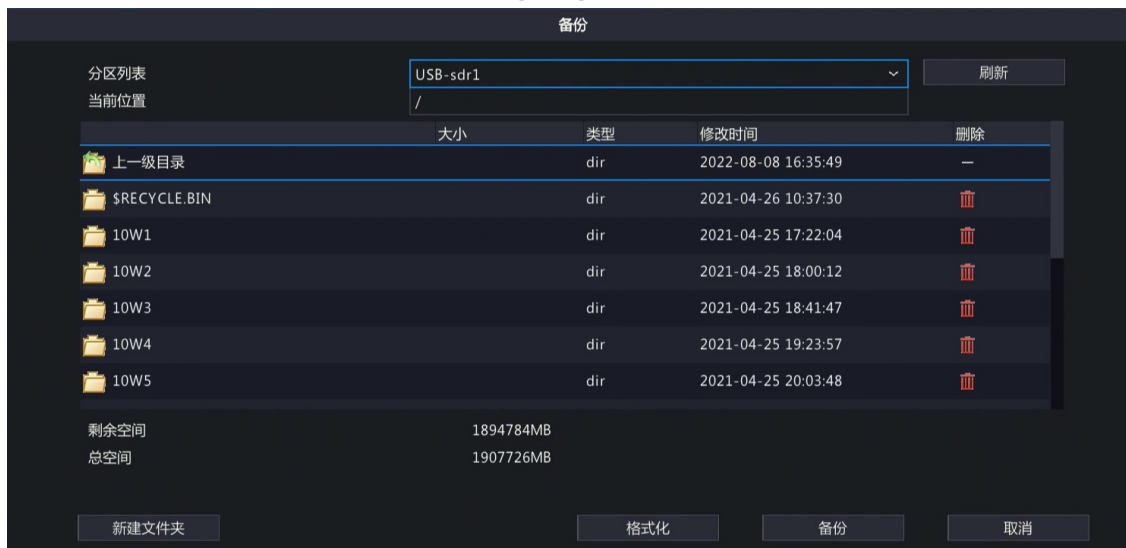 备份
分区列表 USB-sdr1 刷新
当前位置 /
大小 类型 修改时间 删除
上一级目录 dir 2022-08-08 16:35:49 —
$RECYCLE.BIN dir 2021-04-26 10:37:30
10W1 dir 2021-04-25 17:22:04
10W2 dir 2021-04-25 18:00:12
10W3 dir 2021-04-25 18:41:47
10W4 dir 2021-04-25 19:23:57
10W5 dir 2021-04-25 20:03:48
剩余空间 1894784MB
总空间 1907726MB
新建文件夹 格式化 备份 取消